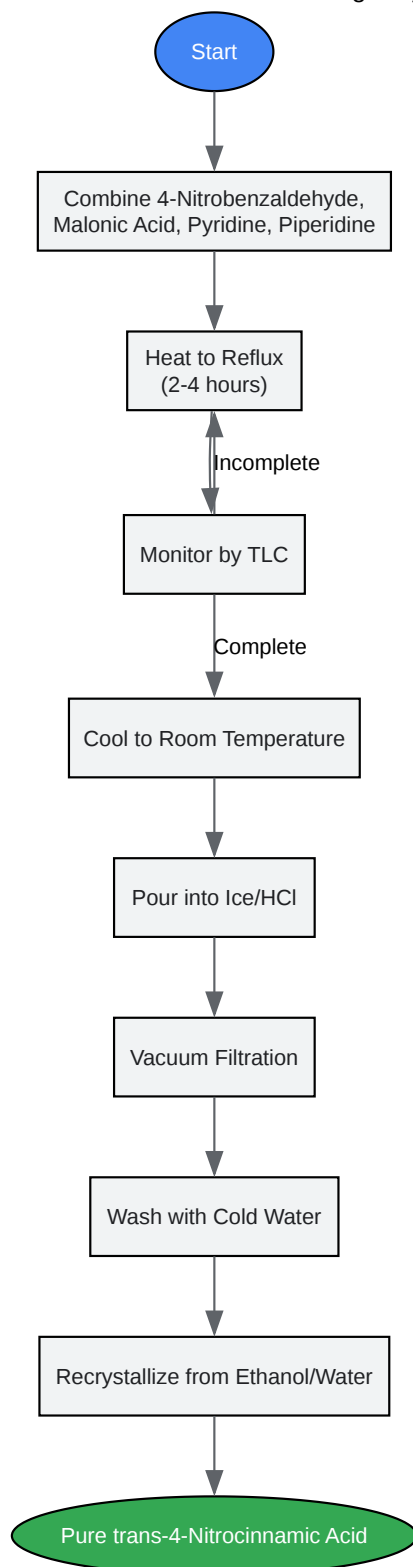 Start
Combine 4-Nitrobenzaldehyde,
Malonic Acid, Pyridine, Piperidine
Heat to Reflux
(2-4 hours)
Incomplete
Monitor by TLC
Complete
Cool to Room Temperature
Pour into Ice/HCl
Vacuum Filtration
Wash with Cold Water
Recrystallize from Ethanol/Water
Pure trans-4-Nitrocinnamic Acid